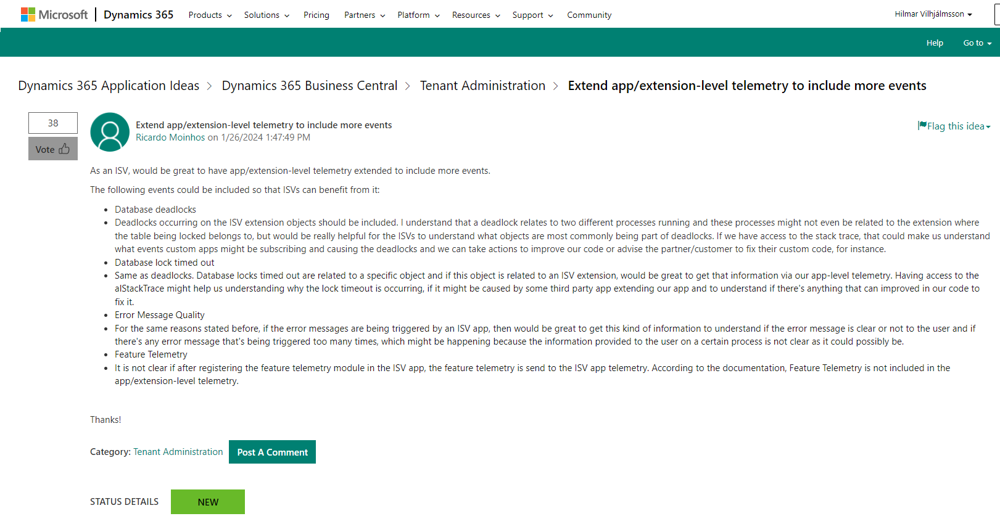 Microsoft | Dynamics 365 Products Solutions Pricing Partners Platform Resources Support Community Hilmar Vilhjálmsson
Help Go to
Dynamics 365 Application Ideas > Dynamics 365 Business Central > Tenant Administration > Extend app/extension-level telemetry to include more events
38
Vote
Extend app/extension-level telemetry to include more events
Ricardo Moinhos on 1/26/2024 1:47:49 PM
Flag this idea
As an ISV, would be great to have app/extension-level telemetry extended to include more events.
The following events could be included so that ISVs can benefit from it:
• Database deadlocks
• Deadlocks occurring on the ISV extension objects should be included. I understand that a deadlock relates to two different processes running and these processes might not even be related to the extension where
the table being locked belongs to, but would be really helpful for the ISVs to understand what objects are most commonly being part of deadlocks. If we have access to the stack trace, that could make us understand
what events custom apps might be subscribing and causing the deadlocks and we can take actions to improve our code or advise the partner/customer to fix their custom code, for instance.
• Database lock timed out
• Same as deadlocks. Database locks timed out are related to a specific object and if this object is related to an ISV extension, would be great to get that information via our app-level telemetry. Having access to the
alStackTrace might help us understanding why the lock timeout is occurring, if it might be caused by some third party app extending our app and to understand if there's anything that can improved in our code to
fix it.
• Error Message Quality
• For the same reasons stated before, if the error messages are being triggered by an ISV app, then would be great to get this kind of information to understand if the error message is clear or not to the user and if
there's any error message that's being triggered too many times, which might be happening because the information provided to the user on a certain process is not clear as it could possibly be.
• Feature Telemetry
• It is not clear if after registering the feature telemetry module in the ISV app, the feature telemetry is send to the ISV app telemetry. According to the documentation, Feature Telemetry is not included in the
app/extension-level telemetry.
Thanks!
Category: Tenant Administration Post A Comment
STATUS DETAILS NEW